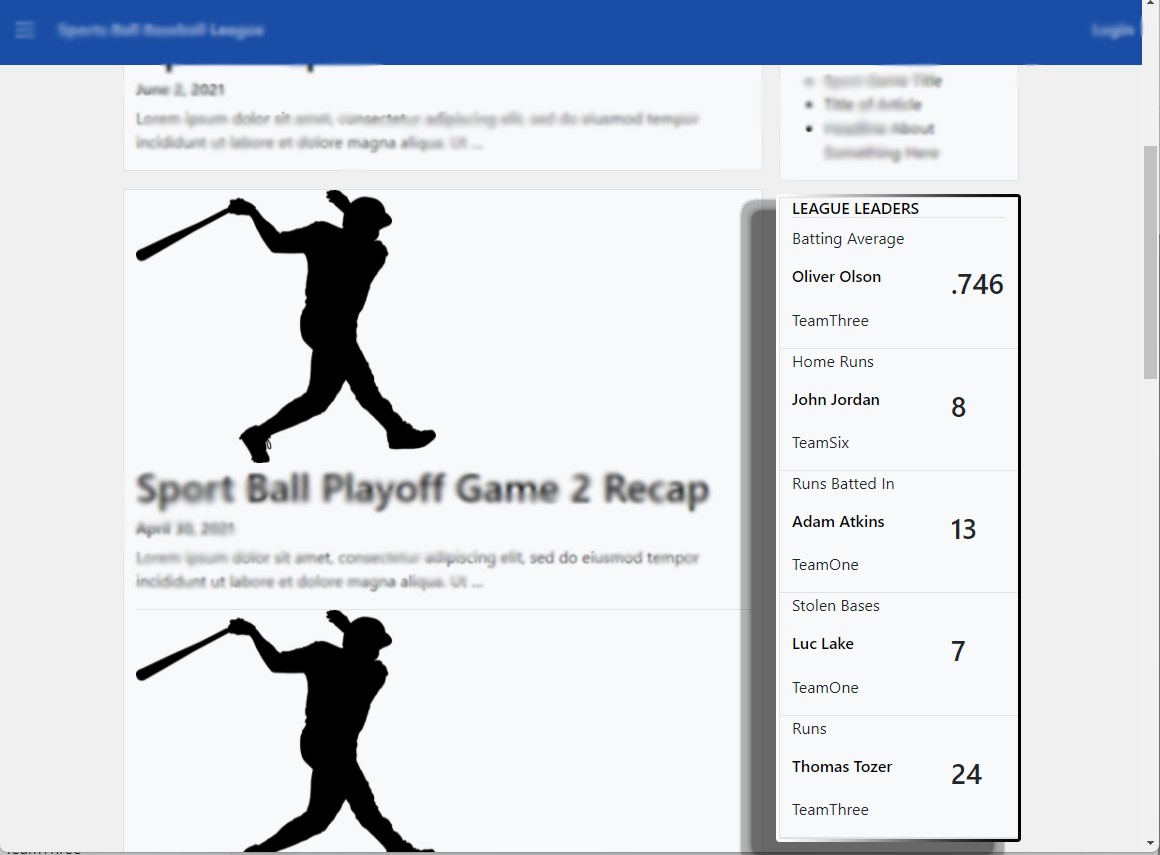 Sports Ball Baseball League
Login
June 2, 2021
Lorem ipsum dolor sit amet, consectetur adipiscing elit, sed do eiusmod tempor
incididunt ut labore et dolore magna aliqua. Ut ...
Sport Game Title
Title of Article
Headline About
Something Here
Sport Ball Playoff Game 2 Recap
April 30, 2021
Lorem ipsum dolor sit amet, consectetur adipiscing elit, sed do eiusmod tempor
incididunt ut labore et dolore magna aliqua. Ut ...
LEAGUE LEADERS
Batting Average
Oliver Olson
.746
TeamThree
Home Runs
John Jordan
8
TeamSix
Runs Batted In
Adam Atkins
13
TeamOne
Stolen Bases
Luc Lake
7
TeamOne
Runs
Thomas Tozer
24
TeamThree